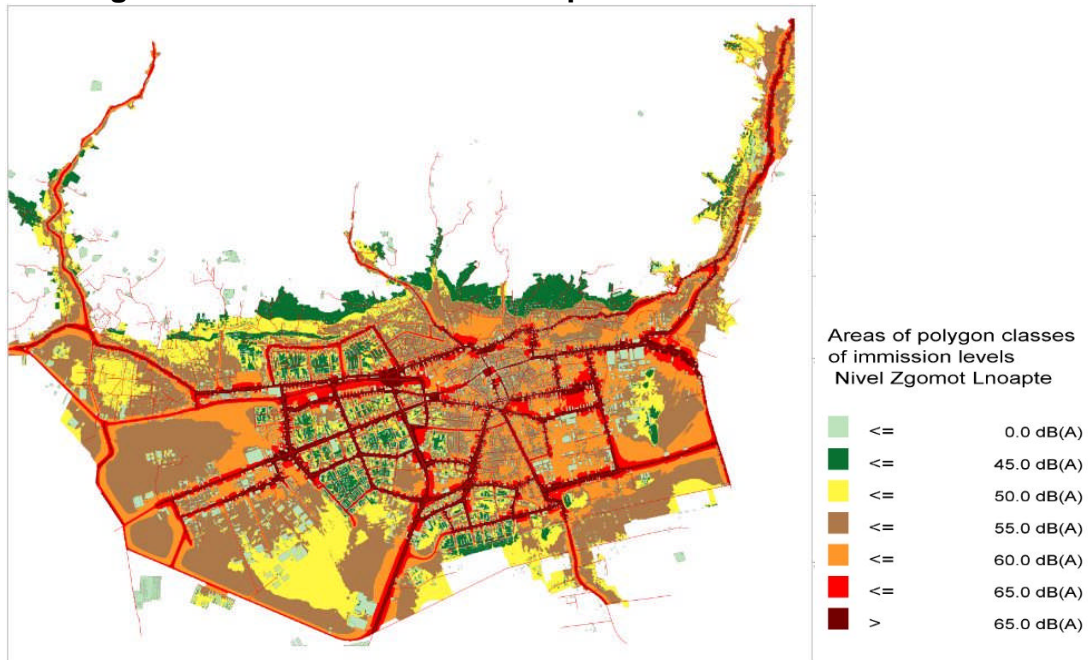 Areas of polygon classes
of immission levels
Nivel Zgomot Lnoapte
<= 0.0 dB(A)
<= 45.0 dB(A)
<= 50.0 dB(A)
<= 55.0 dB(A)
<= 60.0 dB(A)
<= 65.0 dB(A)
> 65.0 dB(A)